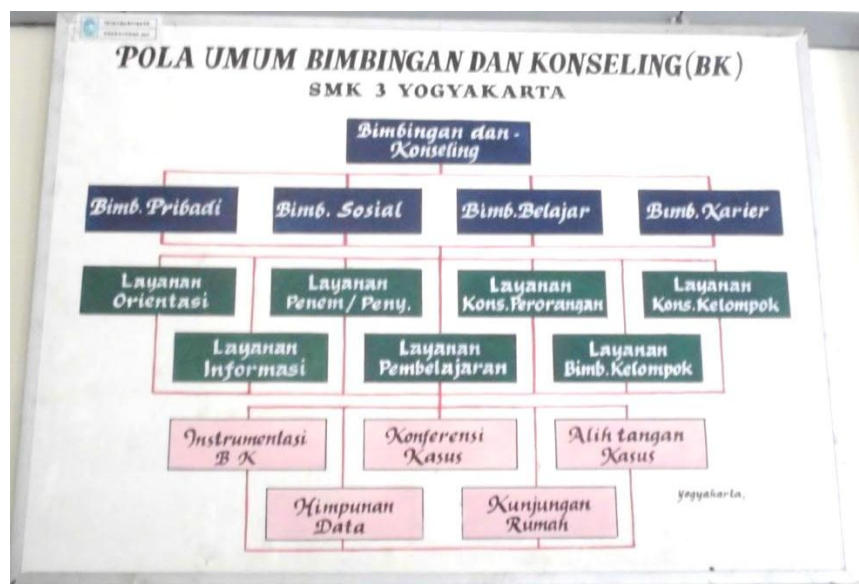 POLA UMUM BIMBINGAN DAN KONSELING (BK)
SMK 3 YOGYAKARTA
Bimbingan dan -
Konseling
Bimb. Pribadi
Bimb. Sosial
Bimb. Belajar
Bimb. Karier
Layanan
Orientasi
Layanan
Penem / Peny.
Layanan
Kons. Perorangan
Layanan
Kons. Kelompok
Layanan
Informasi
Layanan
Pembelajaran
Layanan
Bimb. Kelompok
Instrumentasi
B K
Konferensi
Kasus
Alih tangan
Kasus
Himpunan
Data
Kunjungan
Rumah
Yogyakarta,